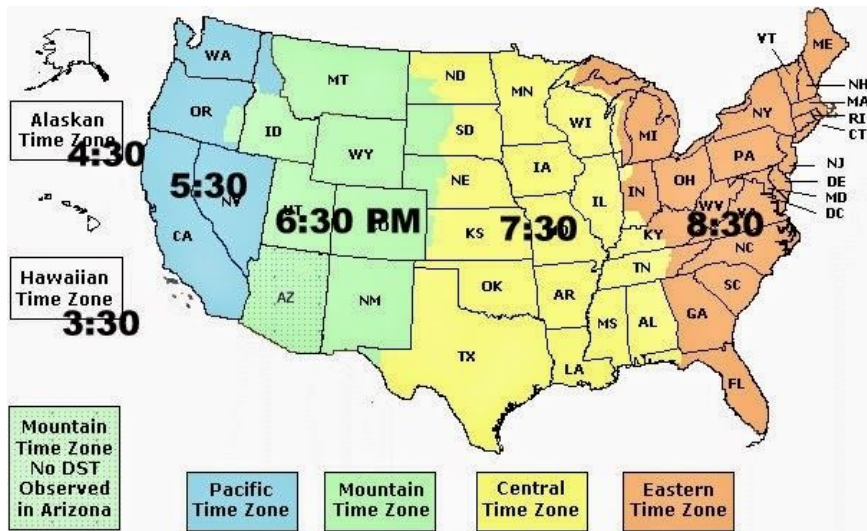 WA
OR
CA
NV
ID
MT
WY
AZ
NM
ND
SD
NE
KS
OK
TX
MN
IA
AR
LA
WI
IL
MS
AL
TN
KY
IN
MI
OH
WV
GA
FL
SC
NC
PA
NY
VT
ME
NH
MA
RI
CT
NJ
DE
MD
DC
Alaskan
Time Zone
4:30
5:30
6:30 PM
7:30
8:30
Hawaiian
Time Zone
3:30
Mountain
Time Zone
No DST
Observed
in Arizona
Pacific
Time Zone
Mountain
Time Zone
Central
Time Zone
Eastern
Time Zone